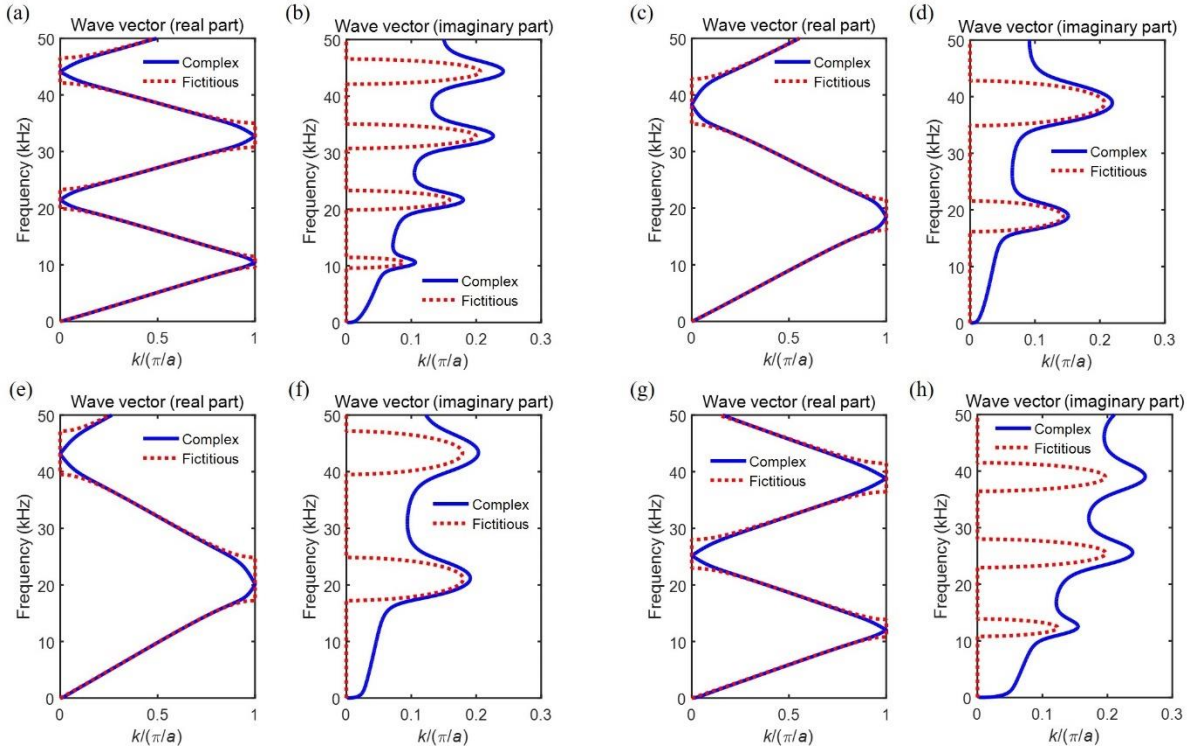 (a)
Wave vector (real part)
50
40
30
20
10
0
Frequency (kHz)
Complex
Fictitious
0
0.5
1
k/(π/a)
(b)
Wave vector (imaginary part)
50
40
30
20
10
0
Frequency (kHz)
Complex
Fictitious
0
0.1
0.2
0.3
k/(π/a)
(c)
Wave vector (real part)
50
40
30
20
10
0
Frequency (kHz)
Complex
Fictitious
0
0.5
1
k/(π/a)
(d)
Wave vector (imaginary part)
50
40
30
20
10
0
Frequency (kHz)
Complex
Fictitious
0
0.1
0.2
0.3
k/(π/a)
(e)
Wave vector (real part)
50
40
30
20
10
0
Frequency (kHz)
Complex
Fictitious
0
0.5
1
k/(π/a)
(f)
Wave vector (imaginary part)
50
40
30
20
10
0
Frequency (kHz)
Complex
Fictitious
0
0.1
0.2
0.3
k/(π/a)
(g)
Wave vector (real part)
50
40
30
20
10
0
Frequency (kHz)
Complex
Fictitious
0
0.5
1
k/(π/a)
(h)
Wave vector (imaginary part)
50
40
30
20
10
0
Frequency (kHz)
Complex
Fictitious
0
0.1
0.2
0.3
k/(π/a)